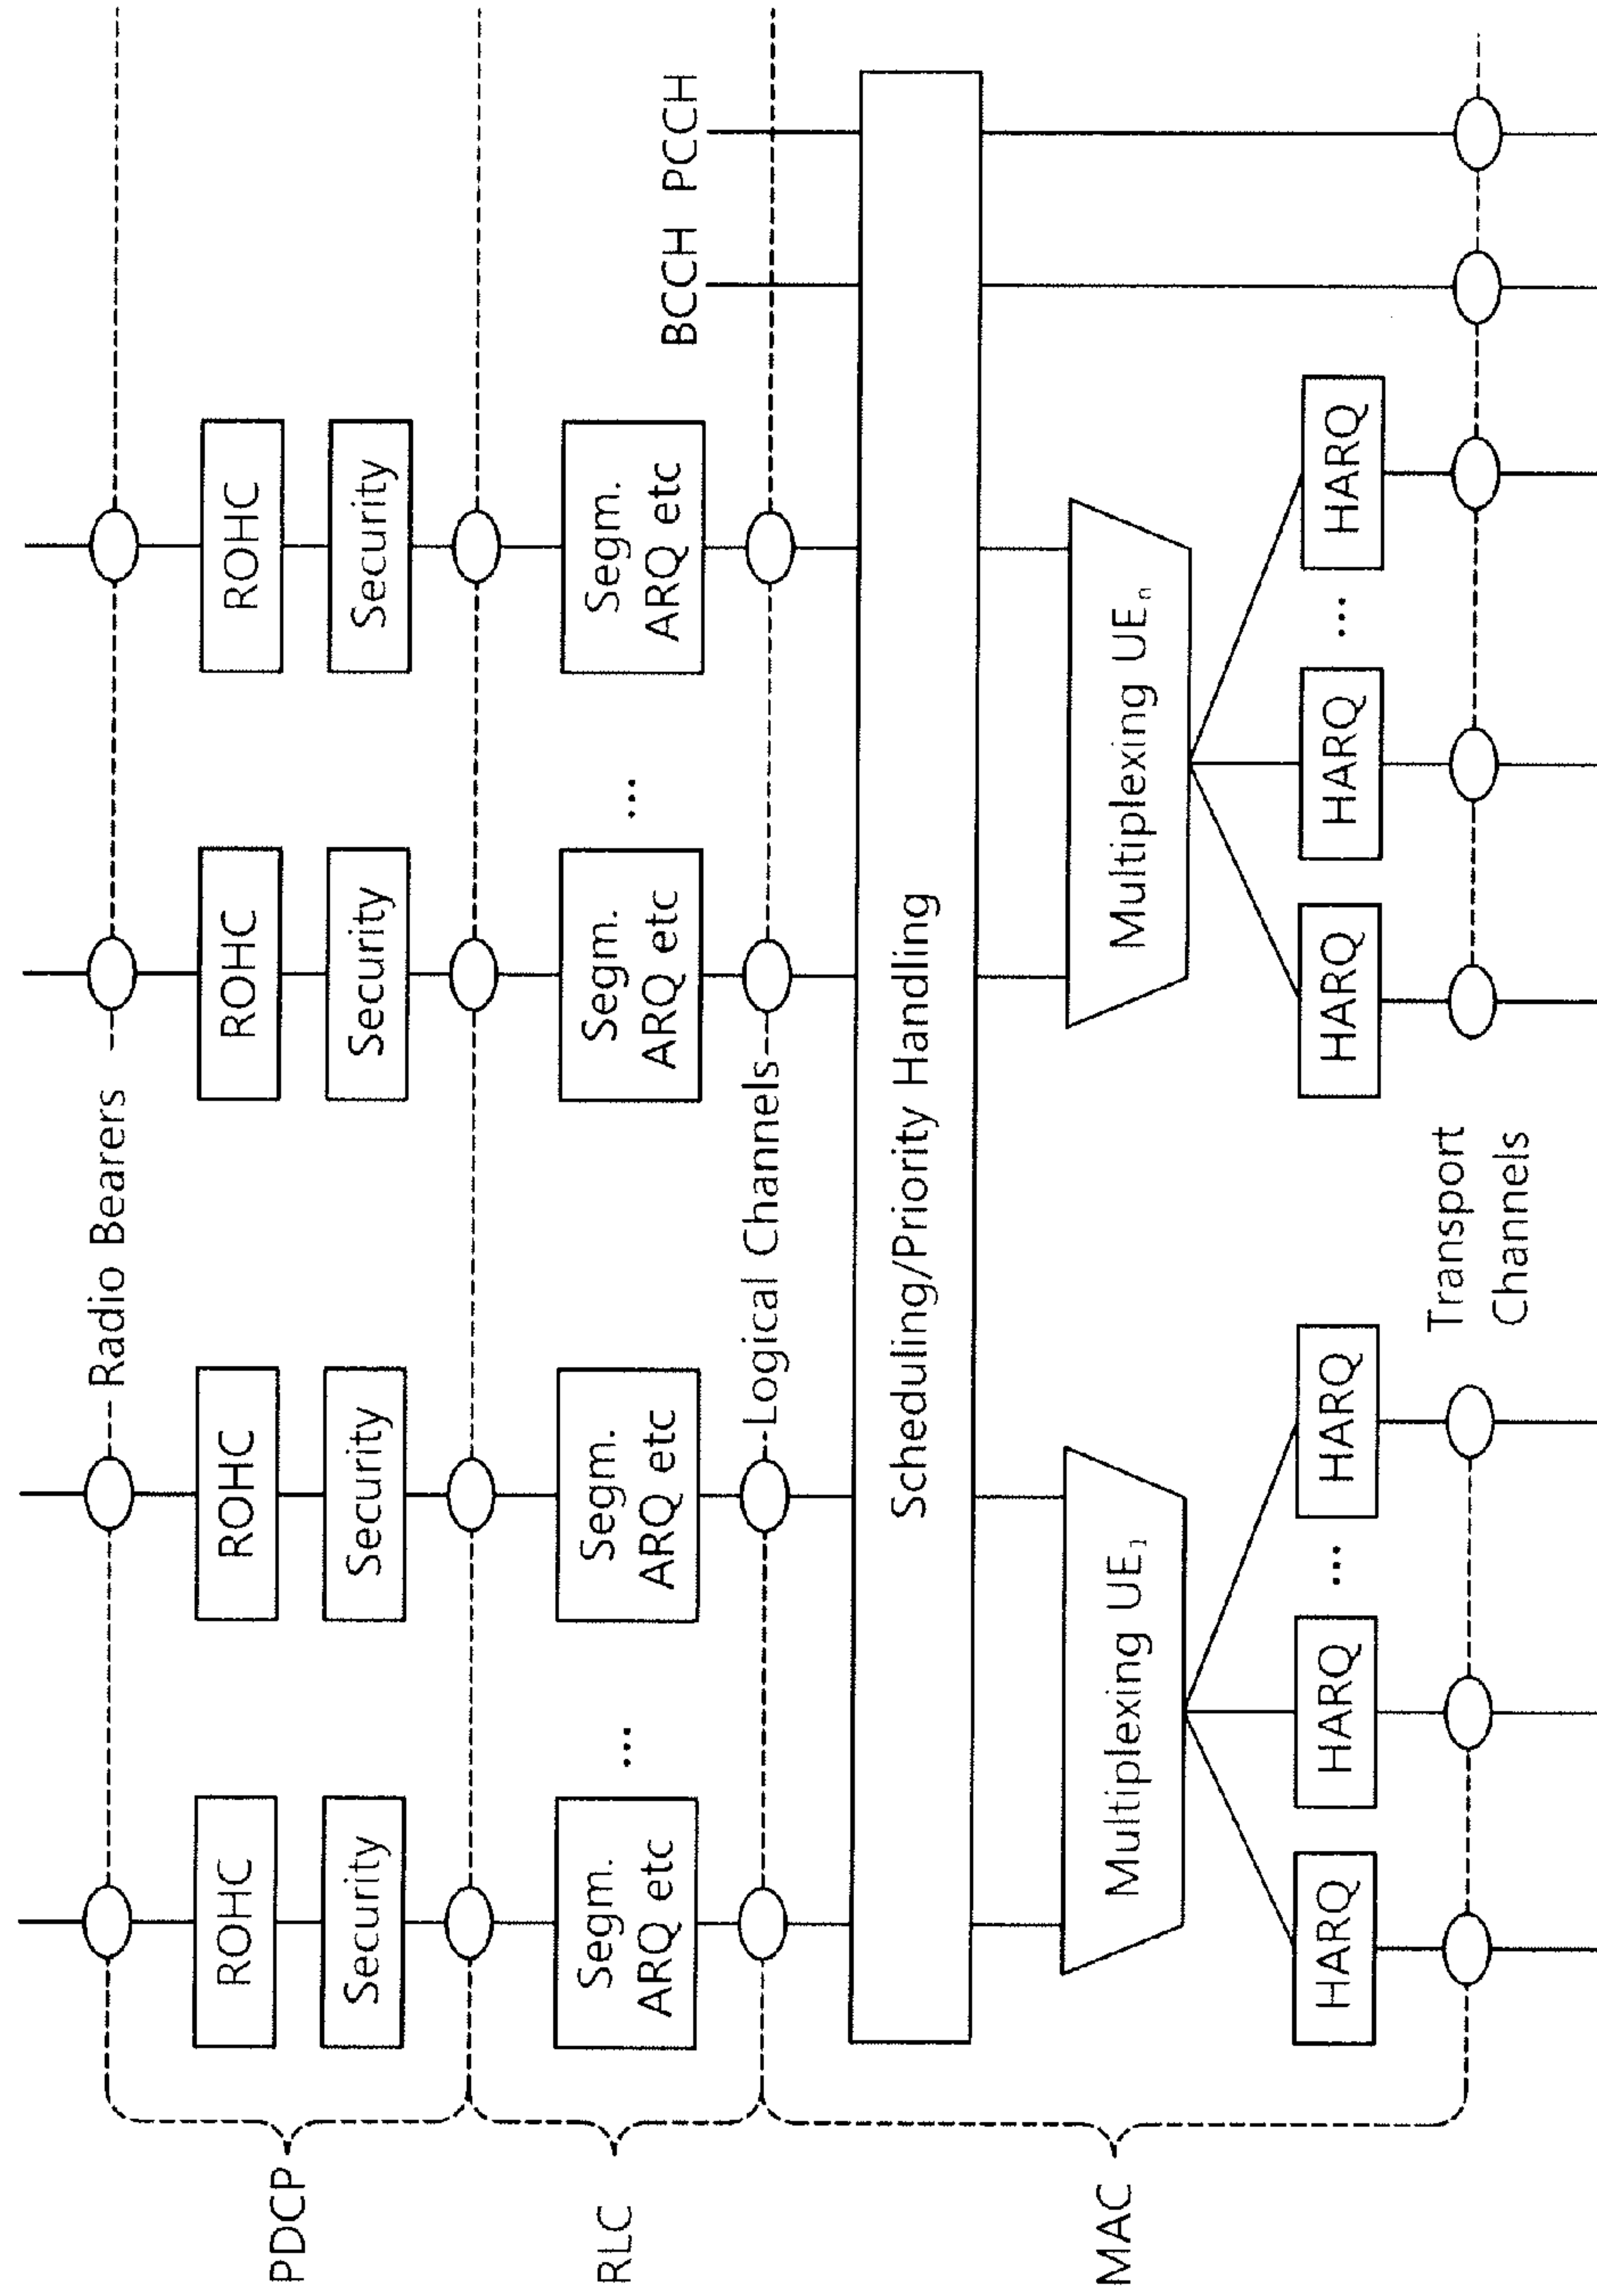 Radio Bearers
ROHC
ROHC
ROHC
ROHC
PDCP
Security
Security
Security
Security
Segm.
ARQ etc
...
Segm.
ARQ etc
Segm.
ARQ etc
...
Segm.
ARQ etc
RLC
BCCH PCCH
Logical Channels
Scheduling/Priority Handling
MAC
Multiplexing UE₁
Multiplexing UEₙ
HARQ
HARQ
...
HARQ
HARQ
HARQ
...
HARQ
Transport
Channels